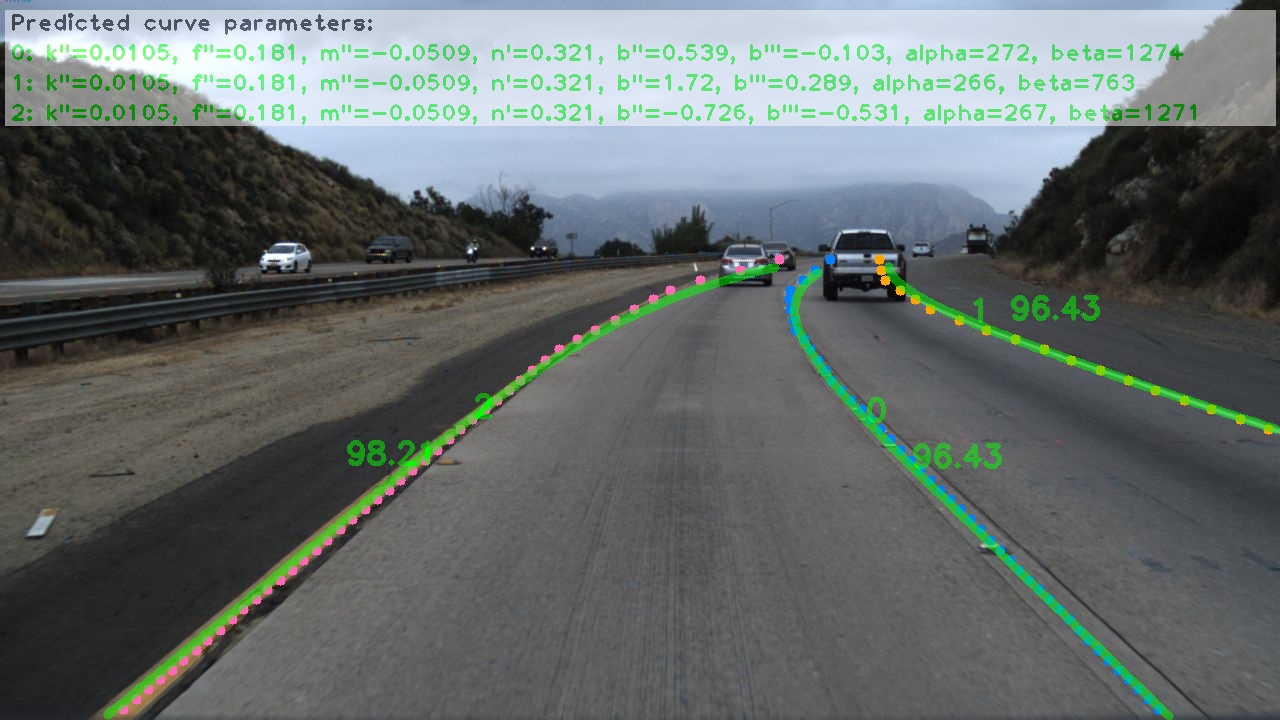 Predicted curve parameters:
0: k''=0.0105, f''=0.181, m''=-0.0509, n'=0.321, b''=0.539, b'''=-0.103, alpha=272, beta=1274
1: k''=0.0105, f''=0.181, m''=-0.0509, n'=0.321, b''=1.72, b'''=0.289, alpha=266, beta=763
2: k''=0.0105, f''=0.181, m''=-0.0509, n'=0.321, b''=-0.726, b'''=-0.531, alpha=267, beta=1271
1 96.43
2 0
98.21 96.43